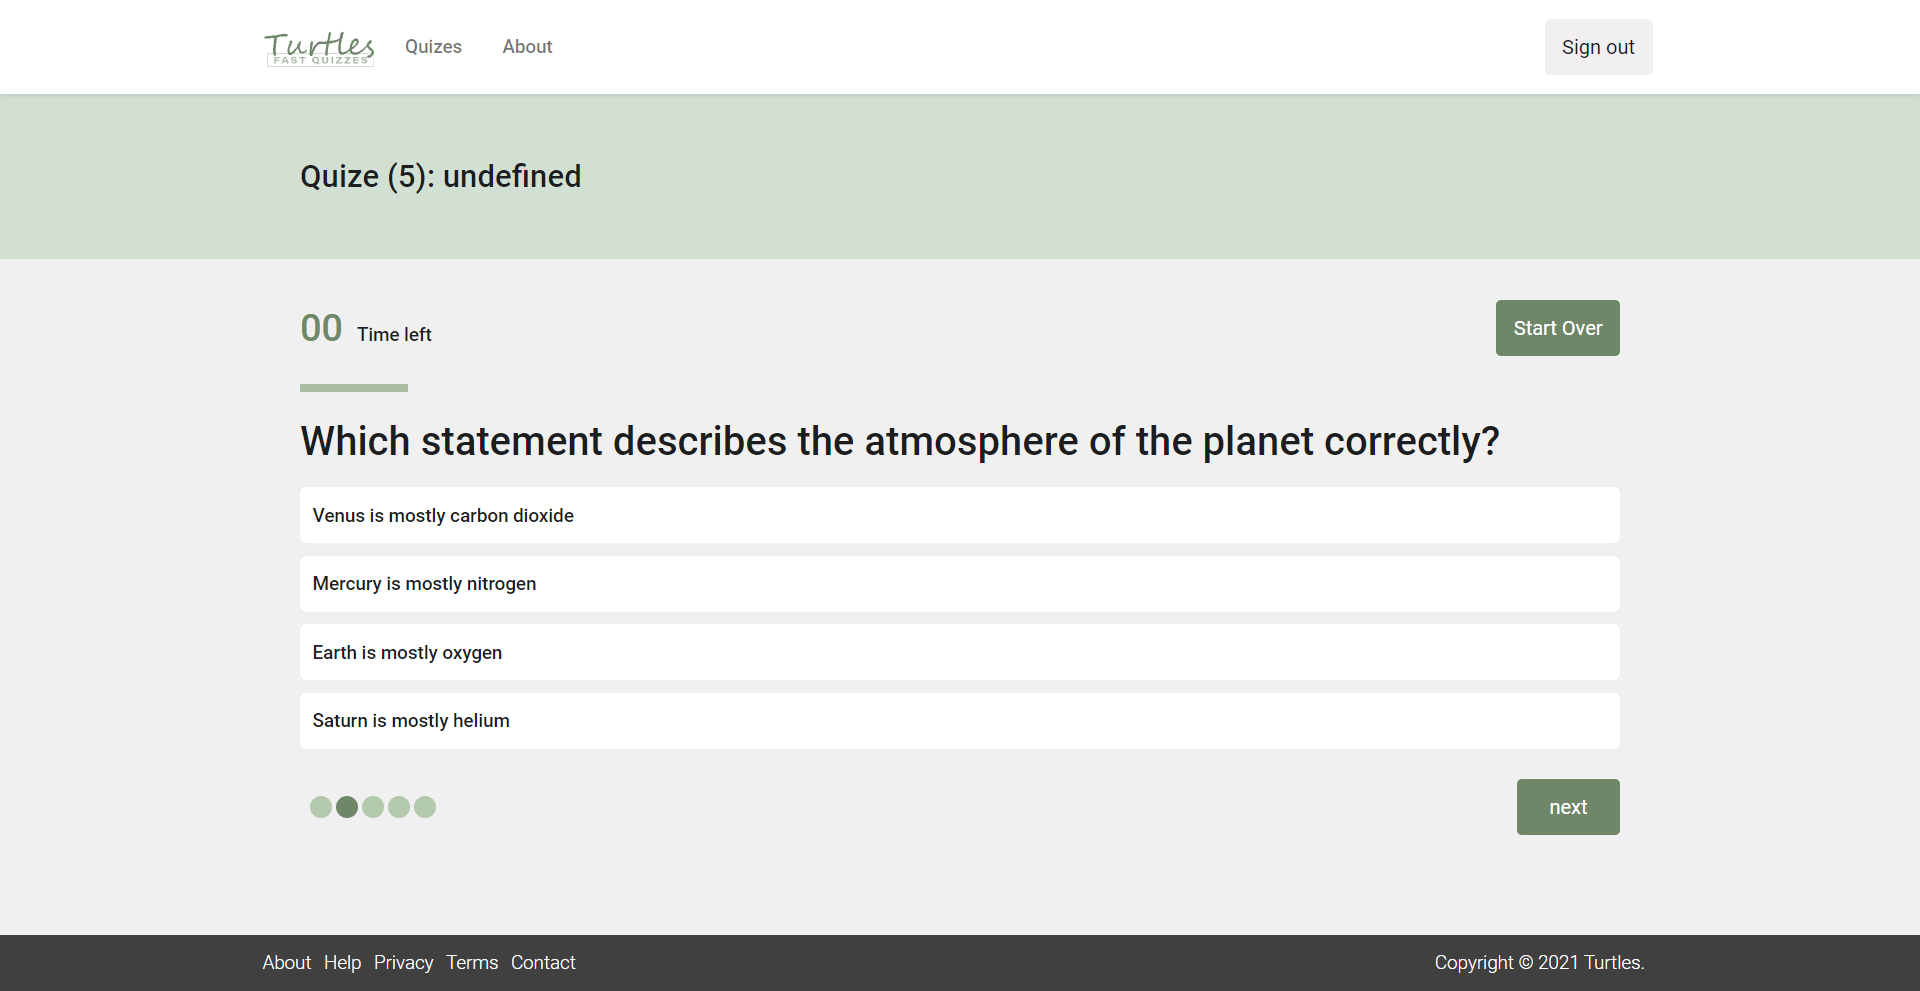 Turtles
FAST QUIZZES
Quizes
About
Sign out
Quize (5): undefined
00 Time left
Start Over
Which statement describes the atmosphere of the planet correctly?
Venus is mostly carbon dioxide
Mercury is mostly nitrogen
Earth is mostly oxygen
Saturn is mostly helium
next
About Help Privacy Terms Contact
Copyright © 2021 Turtles.